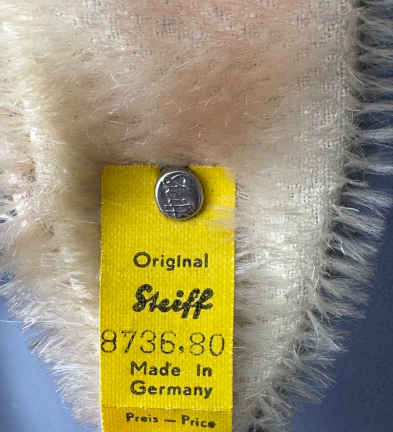 Original
Steiff
8736,80
Made In
Germany
Preis — Price